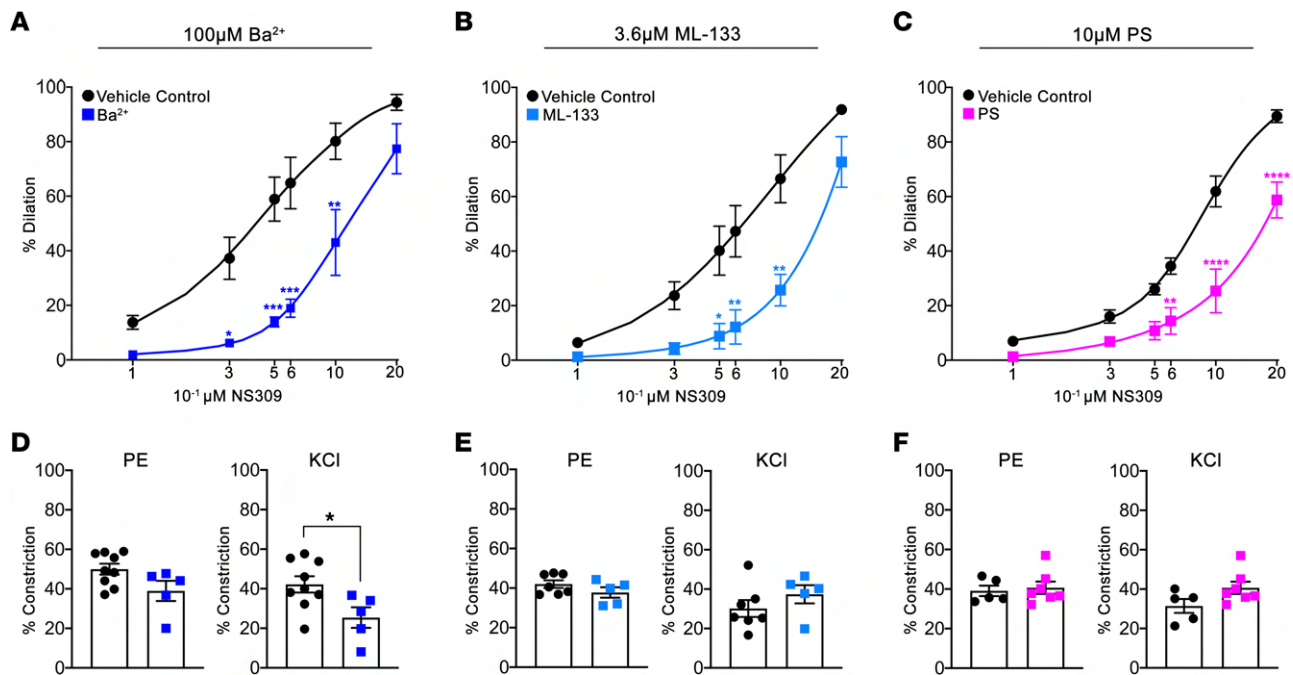 A
100μM Ba²⁺
100
80
60
40
20
0
% Dilation
Vehicle Control
Ba²⁺
*
***
***
**
1
3
5
6
10
20
10⁻¹ μM NS309
B
3.6μM ML-133
100
80
60
40
20
0
% Dilation
Vehicle Control
ML-133
*
**
**
1
3
5
6
10
20
10⁻¹ μM NS309
C
10μM PS
100
80
60
40
20
0
% Dilation
Vehicle Control
PS
**
****
****
1
3
5
6
10
20
10⁻¹ μM NS309
D
PE
100
80
60
40
20
0
% Constriction
KCl
100
80
60
40
20
0
% Constriction
*
E
PE
100
80
60
40
20
0
% Constriction
KCl
100
80
60
40
20
0
% Constriction
F
PE
100
80
60
40
20
0
% Constriction
KCl
100
80
60
40
20
0
% Constriction